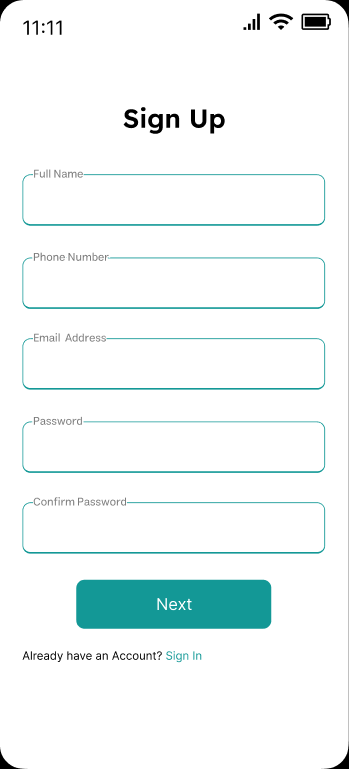 11:11
Sign Up
Full Name
Phone Number
Email Address
Password
Confirm Password
Next
Already have an Account? Sign In